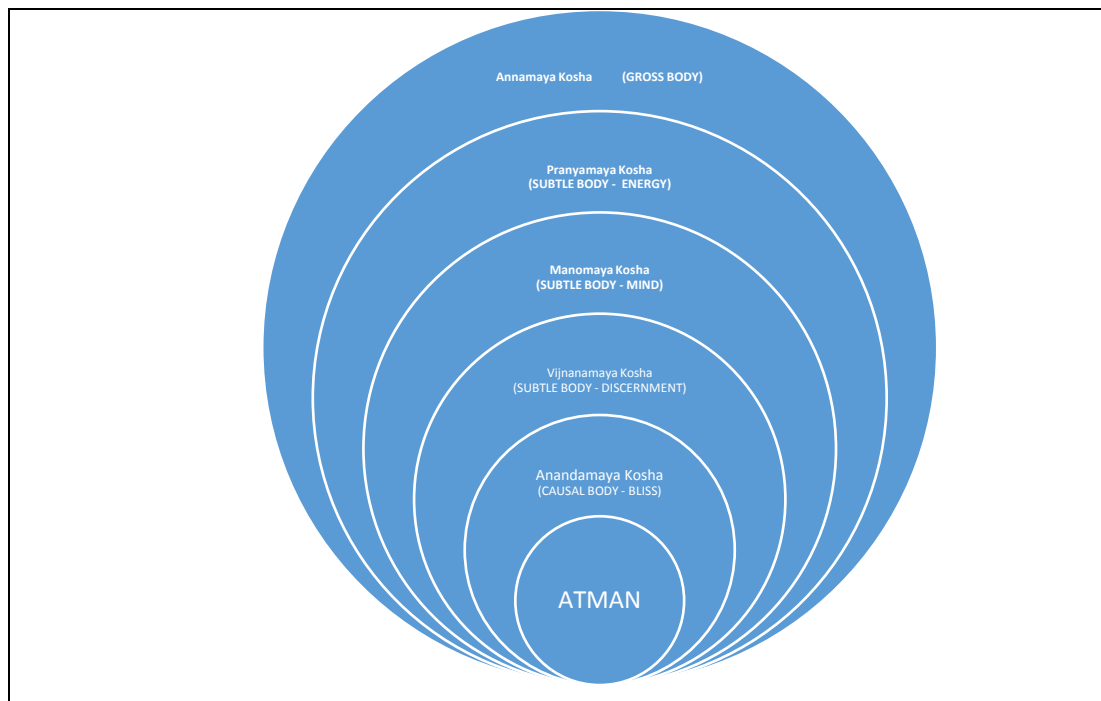 Annamaya Kosha (GROSS BODY)
Pranyamaya Kosha
(SUBTLE BODY - ENERGY)
Manomaya Kosha
(SUBTLE BODY - MIND)
Vijnanamaya Kosha
(SUBTLE BODY - DISCERNMENT)
Anandamaya Kosha
(CAUSAL BODY - BLISS)
ATMAN